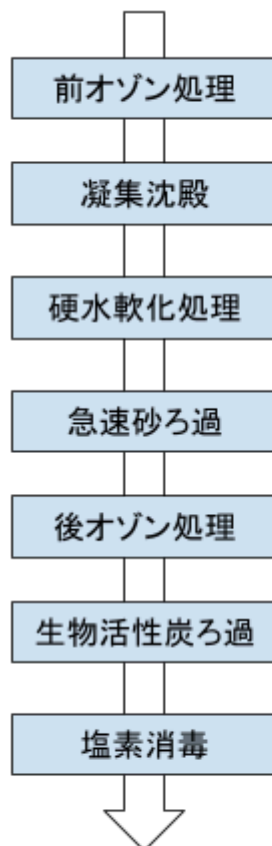 前オゾン処理
凝集沈殿
硬水軟化処理
急速砂ろ過
後オゾン処理
生物活性炭ろ過
塩素消毒